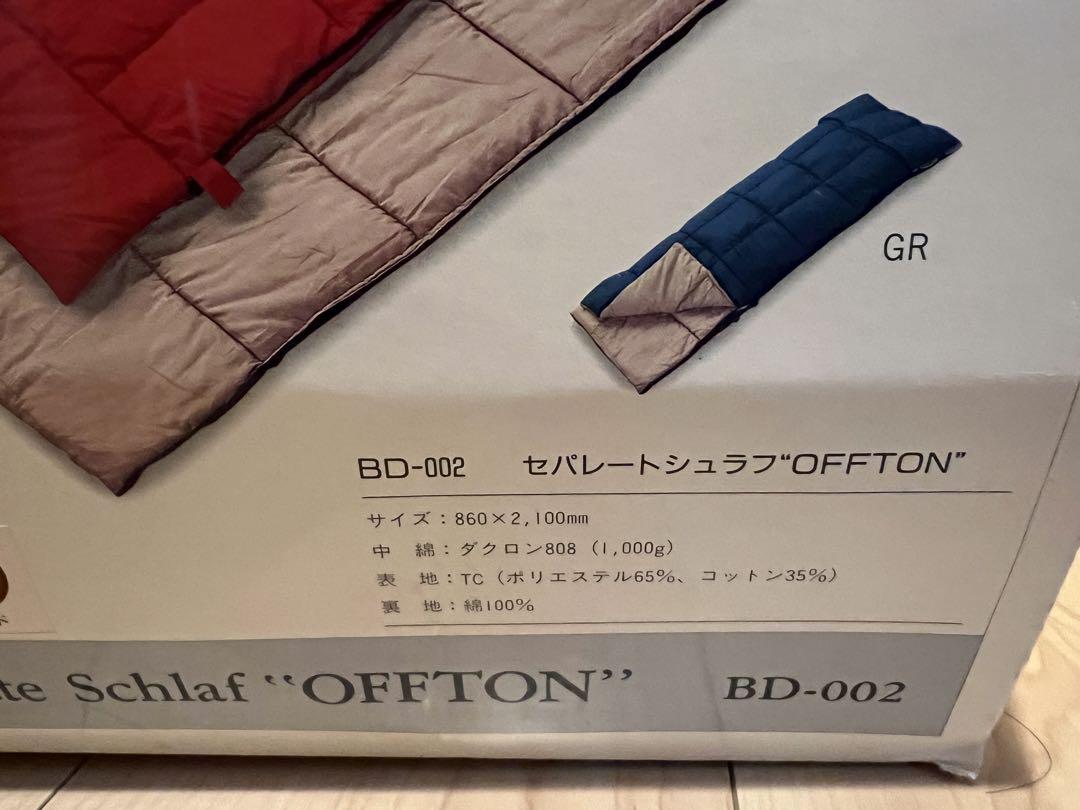 GR
BD-002 セパレートシュラフ“OFFTON”
サイズ：860×2,100mm
中　綿：ダクロン808（1,000g）
表　地：TC（ポリエステル65%、コットン35%）
裏　地：綿100%
te Schlaf “OFFTON” BD-002